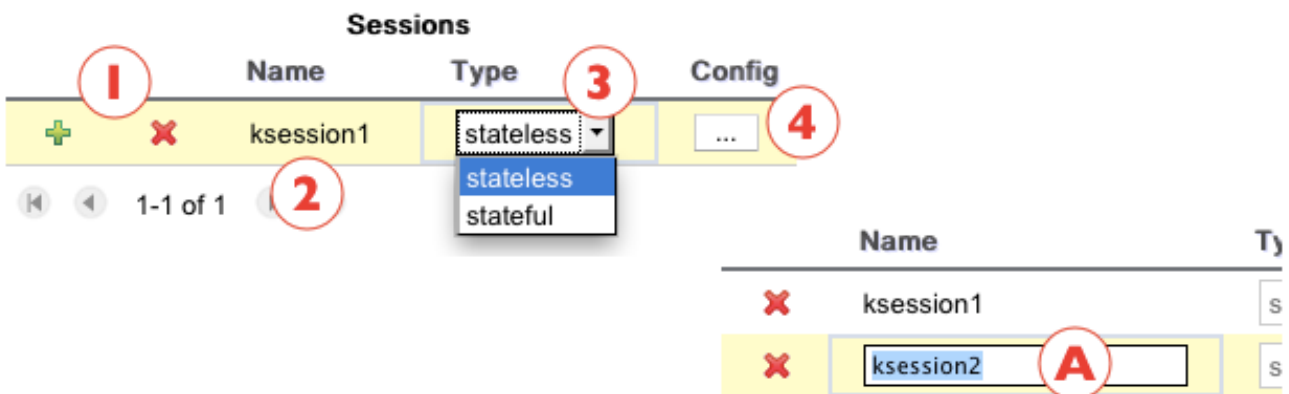 Sessions
Name Type Config
1 3 4
ksession1 stateless ...
stateless
stateful
1-1 of 1 2
Name Ty
ksession1 s
ksession2 A s